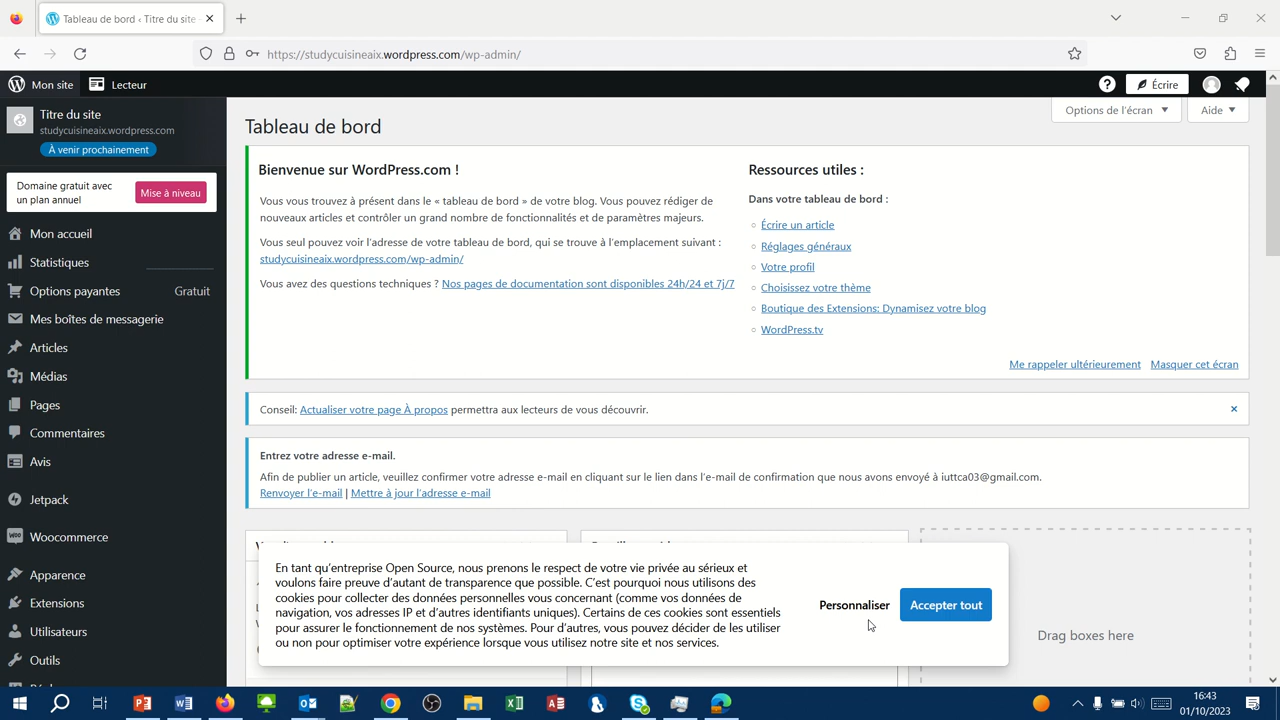 Tableau de bord ‹ Titre du site
https://studycuisineaix.wordpress.com/wp-admin/
Mon site
Lecteur
Écrire
Titre du site
studycuisineaix.wordpress.com
À venir prochainement
Domaine gratuit avec
un plan annuel
Mise à niveau
Mon accueil
Statistiques
Options payantes
Gratuit
Mes boîtes de messagerie
Articles
Médias
Pages
Commentaires
Avis
Jetpack
Woocommerce
Apparence
Extensions
Utilisateurs
Outils
Options de l'écran
Aide
Tableau de bord
Bienvenue sur WordPress.com !
Vous vous trouvez à présent dans le « tableau de bord » de votre blog. Vous pouvez rédiger de
nouveaux articles et contrôler un grand nombre de fonctionnalités et de paramètres majeurs.
Vous seul pouvez voir l'adresse de votre tableau de bord, qui se trouve à l'emplacement suivant :
studycuisineaix.wordpress.com/wp-admin/
Vous avez des questions techniques ? Nos pages de documentation sont disponibles 24h/24 et 7j/7
Ressources utiles :
Dans votre tableau de bord :
Écrire un article
Réglages généraux
Votre profil
Choisissez votre thème
Boutique des Extensions: Dynamisez votre blog
WordPress.tv
Me rappeler ultérieurement
Masquer cet écran
Conseil: Actualiser votre page À propos permettra aux lecteurs de vous découvrir.
Entrez votre adresse e-mail.
Afin de publier un article, veuillez confirmer votre adresse e-mail en cliquant sur le lien dans l'e-mail de confirmation que nous avons envoyé à iuttca03@gmail.com.
Renvoyer l'e-mail | Mettre à jour l'adresse e-mail
En tant qu'entreprise Open Source, nous prenons le respect de votre vie privée au sérieux et
voulons faire preuve d'autant de transparence que possible. C'est pourquoi nous utilisons des
cookies pour collecter des données personnelles vous concernant (comme vos données de
navigation, vos adresses IP et d'autres identifiants uniques). Certains de ces cookies sont essentiels
pour assurer le fonctionnement de nos systèmes. Pour d'autres, vous pouvez décider de les utiliser
ou non pour optimiser votre expérience lorsque vous utilisez notre site et nos services.
Personnaliser
Accepter tout
Drag boxes here
16:43
01/10/2023